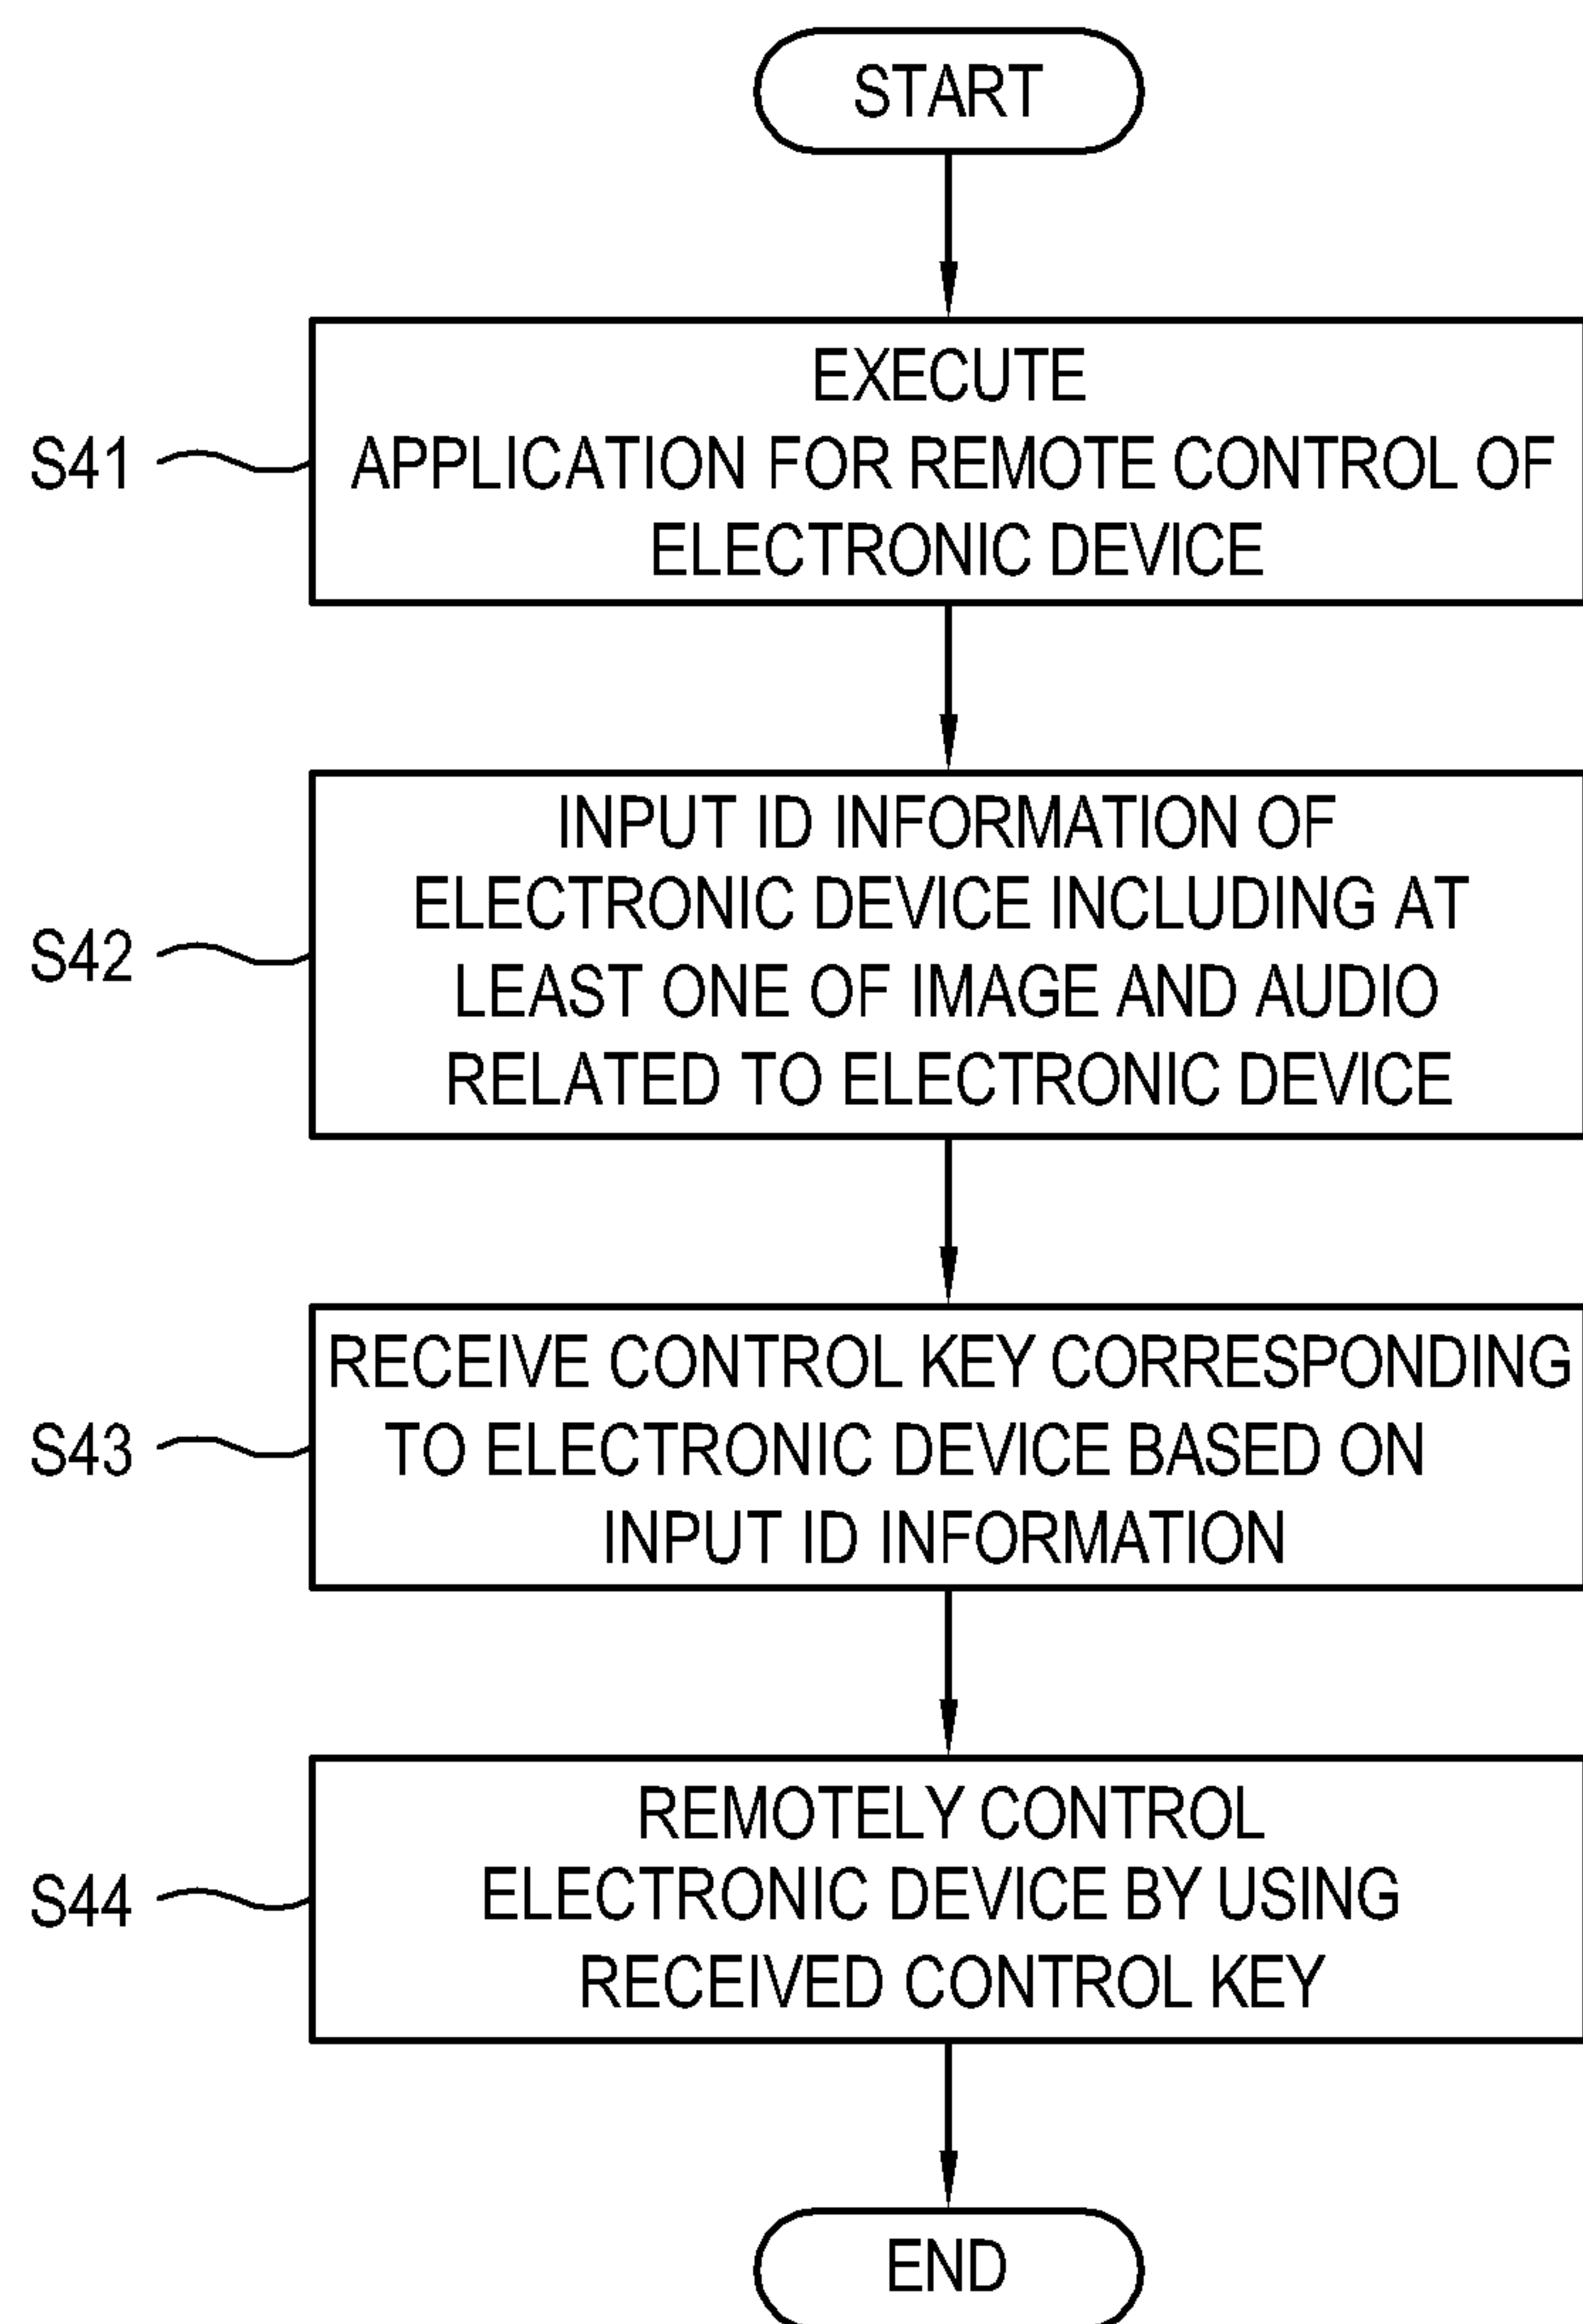 START
EXECUTE
S41 APPLICATION FOR REMOTE CONTROL OF
ELECTRONIC DEVICE
INPUT ID INFORMATION OF
ELECTRONIC DEVICE INCLUDING AT
S42 LEAST ONE OF IMAGE AND AUDIO
RELATED TO ELECTRONIC DEVICE
RECEIVE CONTROL KEY CORRESPONDING
S43 TO ELECTRONIC DEVICE BASED ON
INPUT ID INFORMATION
REMOTELY CONTROL
S44 ELECTRONIC DEVICE BY USING
RECEIVED CONTROL KEY
END